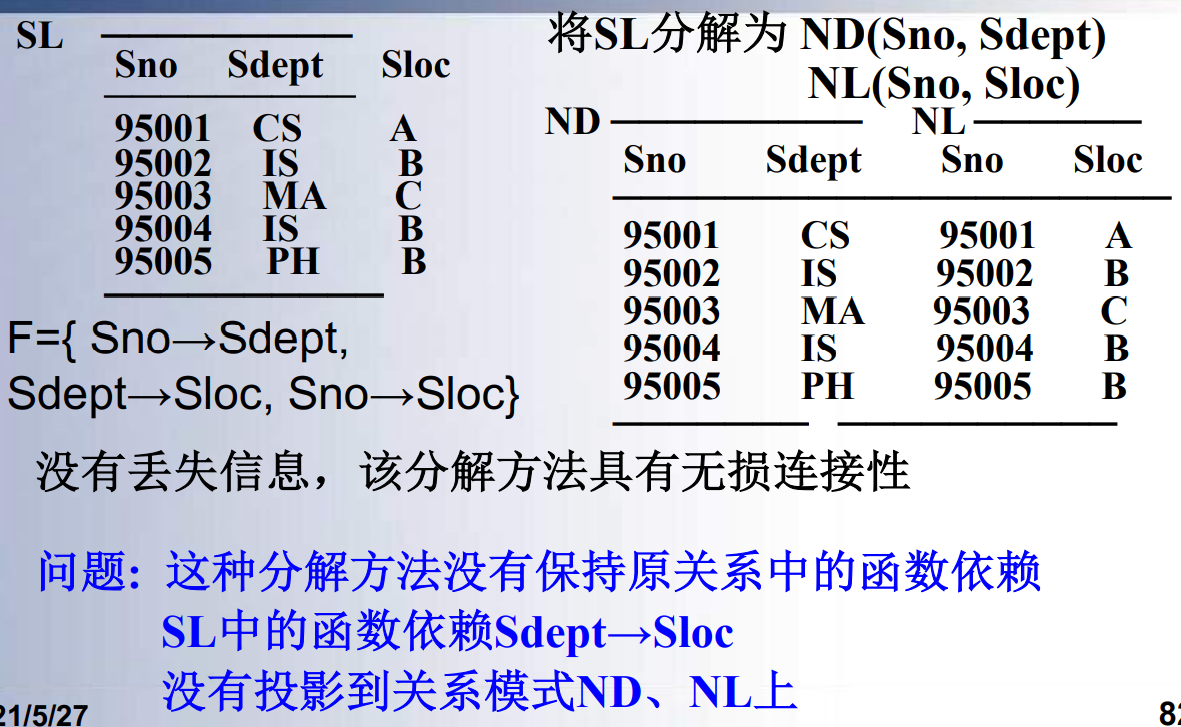 SL
Sno Sdept Sloc
95001 CS A
95002 IS B
95003 MA C
95004 IS B
95005 PH B
F={ Sno→Sdept,
Sdept→Sloc, Sno→Sloc}
将SL分解为 ND(Sno, Sdept)
NL(Sno, Sloc)
ND NL
Sno Sdept Sno Sloc
95001 CS 95001 A
95002 IS 95002 B
95003 MA 95003 C
95004 IS 95004 B
95005 PH 95005 B
没有丢失信息，该分解方法具有无损连接性
问题: 这种分解方法没有保持原关系中的函数依赖
SL中的函数依赖Sdept→Sloc
没有投影到关系模式ND、NL上
21/5/27